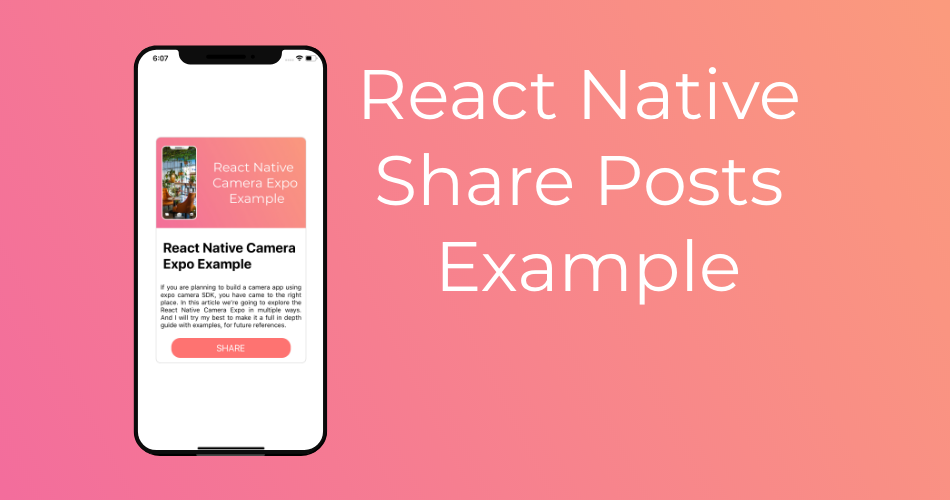 6:07
React Native
Camera Expo
Example
React Native Camera
Expo Example
If you are planning to build a camera app using
expo camera SDK, you have came to the right
place. In this article we're going to explore the
React Native Camera Expo in multiple ways.
And I will try my best to make it a full in depth
guide with examples, for future references.
SHARE
React Native
Share Posts
Example